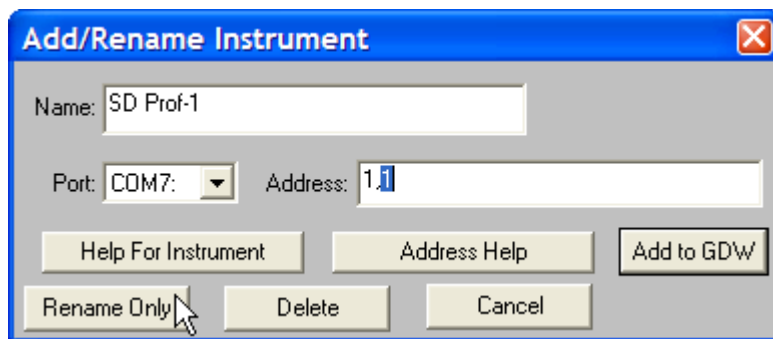 Add/Rename Instrument
Name: SD Prof-1
Port: COM7: Address: 1,1
Help For Instrument Address Help Add to GDW
Rename Only Delete Cancel